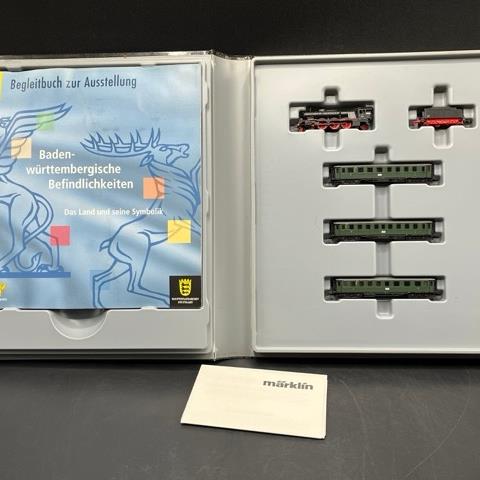 Begleitbuch zur Ausstellung
Baden-
württembergische
Befindlichkeiten
Das Land und seine Symbolik
märklin